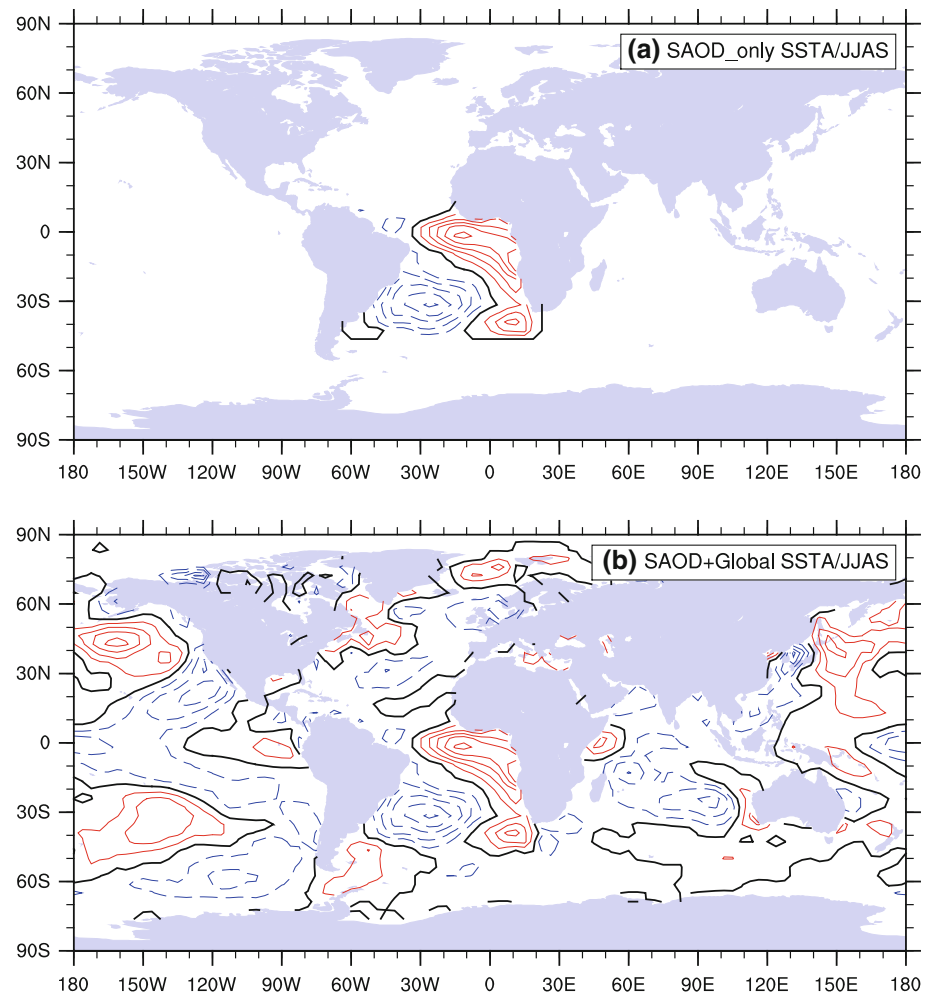 90N
(a) SAOD_only SSTA/JJAS
60N
30N
0
30S
60S
90S
180 150W 120W 90W 60W 30W 0 30E 60E 90E 120E 150E 180
90N
(b) SAOD+Global SSTA/JJAS
60N
30N
0
30S
60S
90S
180 150W 120W 90W 60W 30W 0 30E 60E 90E 120E 150E 180